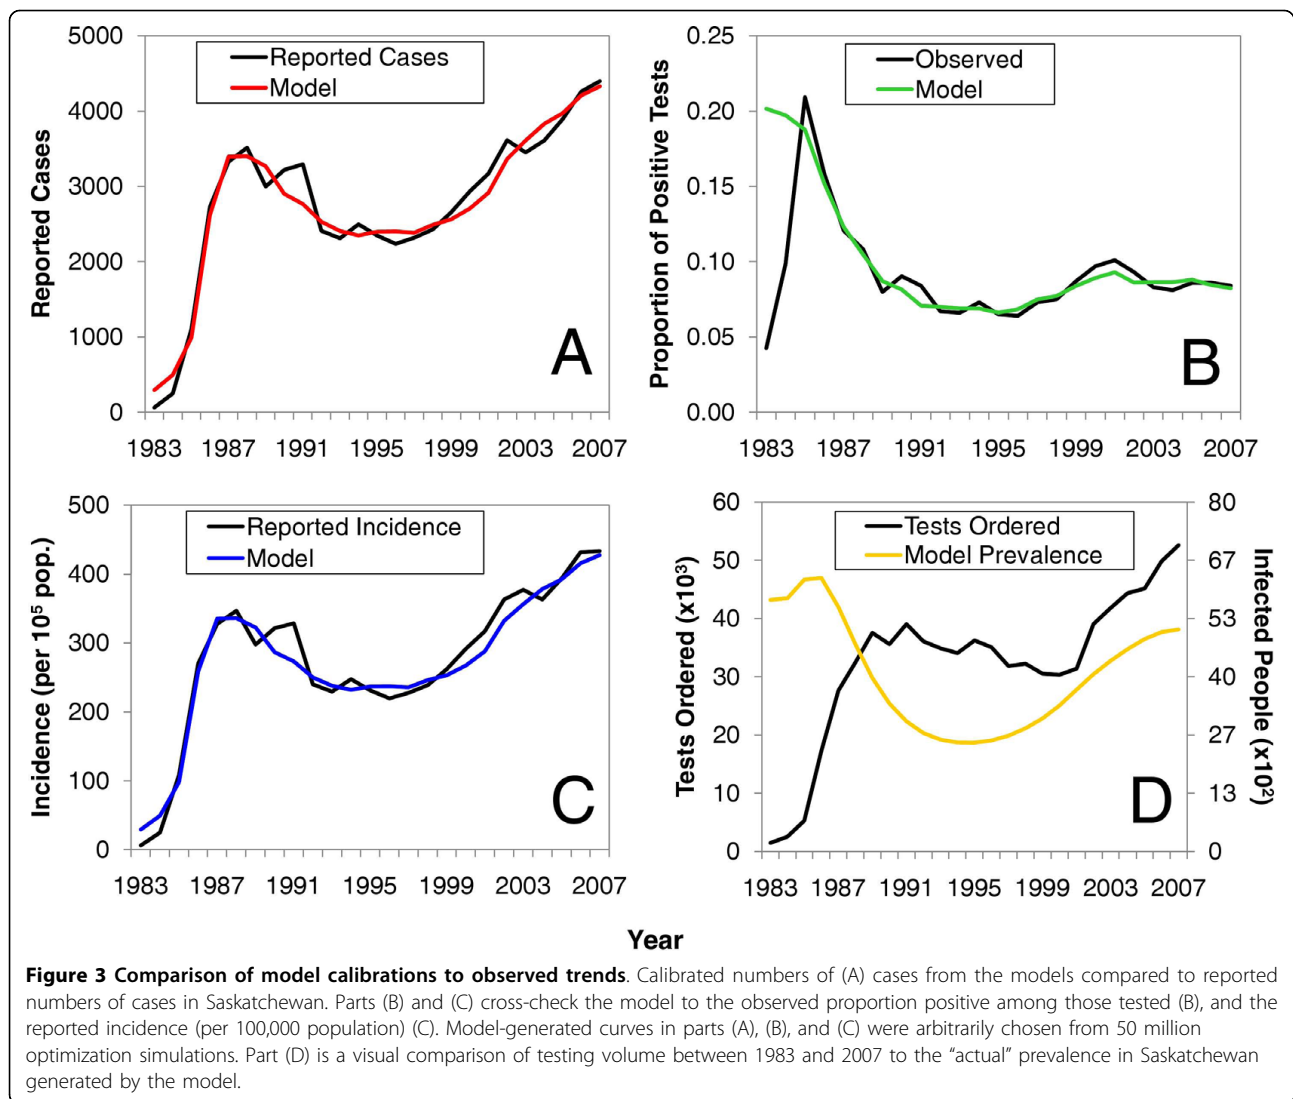 5000
4000
3000
2000
1000
0
Reported Cases
Reported Cases
Model
A
1983 1987 1991 1995 1999 2003 2007
0.25
0.20
0.15
0.10
0.05
0.00
Proportion of Positive Tests
Observed
Model
B
1983 1987 1991 1995 1999 2003 2007
500
400
300
200
100
0
Incidence (per 10⁵ pop.)
Reported Incidence
Model
C
1983 1987 1991 1995 1999 2003 2007
60
50
40
30
20
10
0
Tests Ordered (x10³)
Tests Ordered
Model Prevalence
80
67
53
40
27
13
0
Infected People (x10²)
D
1983 1987 1991 1995 1999 2003 2007
Year
Figure 3 Comparison of model calibrations to observed trends. Calibrated numbers of (A) cases from the models compared to reported
numbers of cases in Saskatchewan. Parts (B) and (C) cross-check the model to the observed proportion positive among those tested (B), and the
reported incidence (per 100,000 population) (C). Model-generated curves in parts (A), (B), and (C) were arbitrarily chosen from 50 million
optimization simulations. Part (D) is a visual comparison of testing volume between 1983 and 2007 to the “actual” prevalence in Saskatchewan
generated by the model.